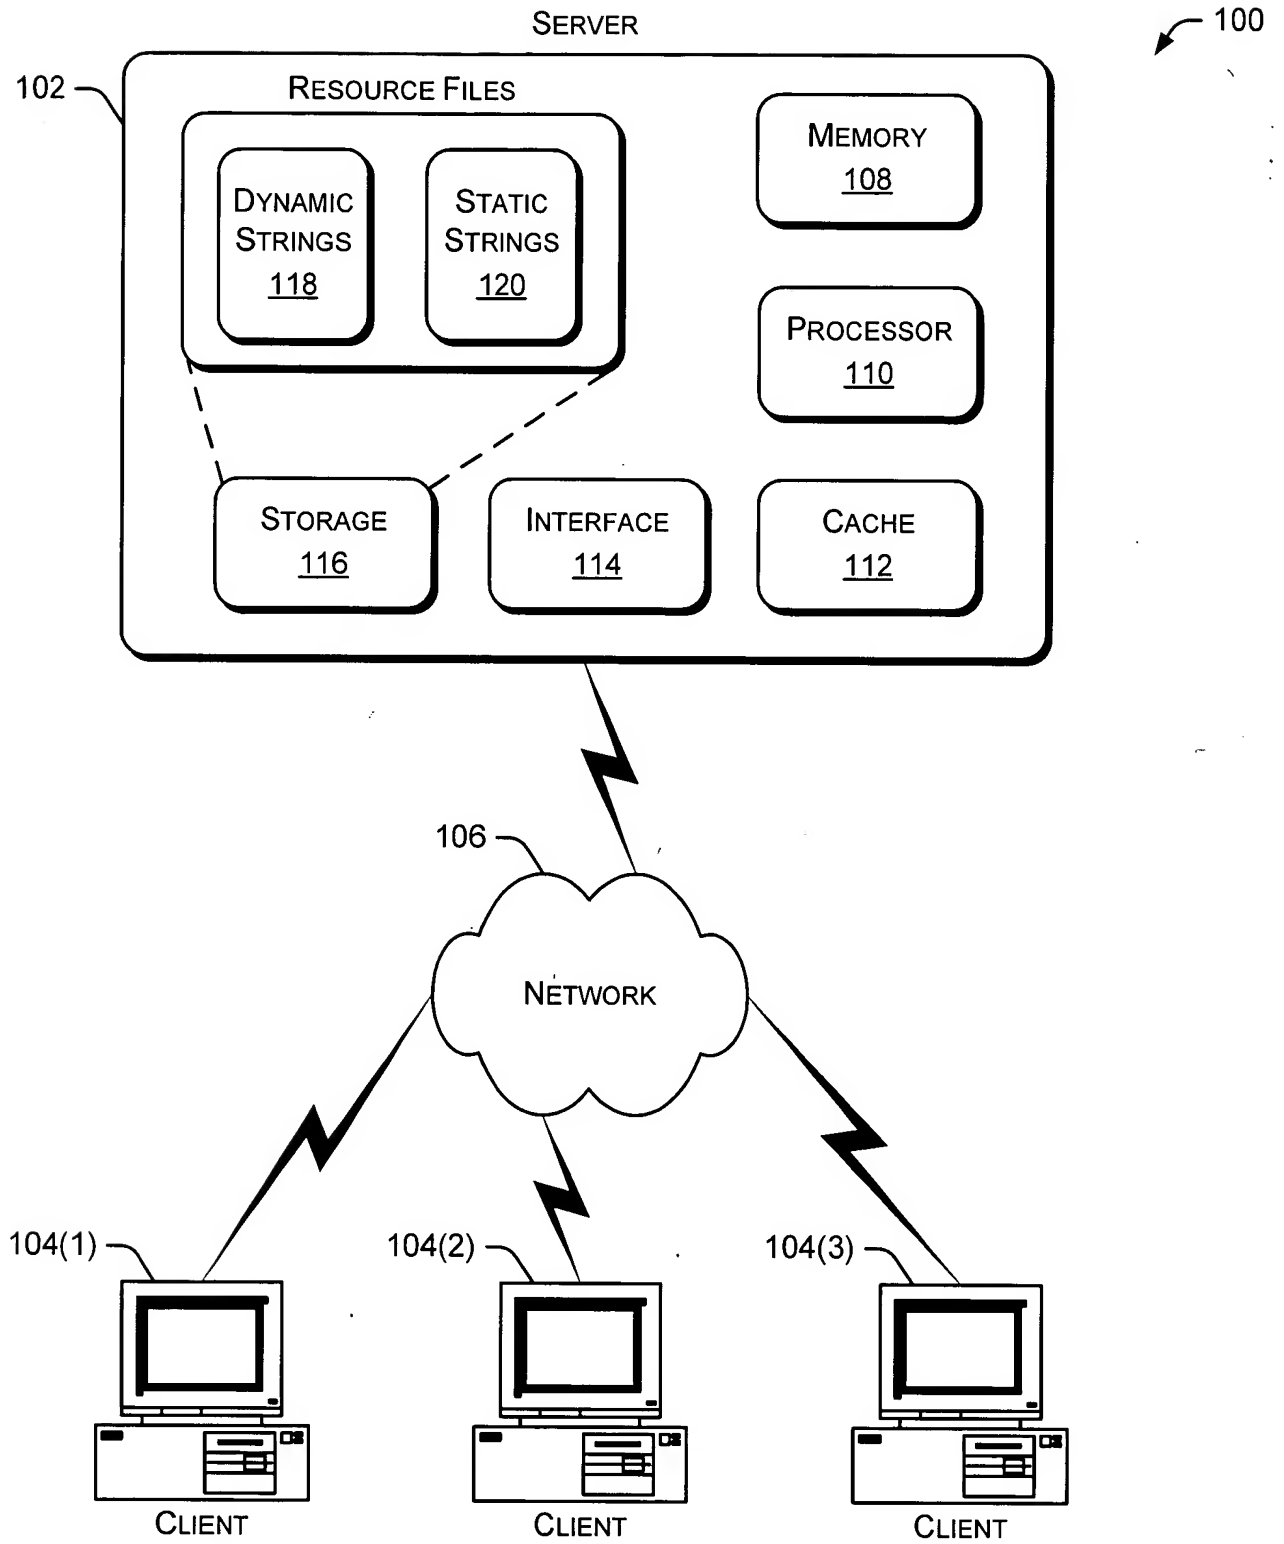 SERVER
100
102
RESOURCE FILES
DYNAMIC
STRINGS
118
STATIC
STRINGS
120
MEMORY
108
PROCESSOR
110
STORAGE
116
INTERFACE
114
CACHE
112
106
NETWORK
104(1)
104(2)
104(3)
CLIENT
CLIENT
CLIENT